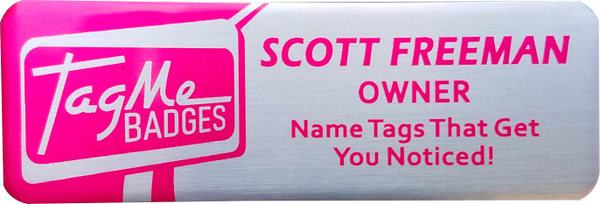 TagMe
BADGES
SCOTT FREEMAN
OWNER
Name Tags That Get
You Noticed!